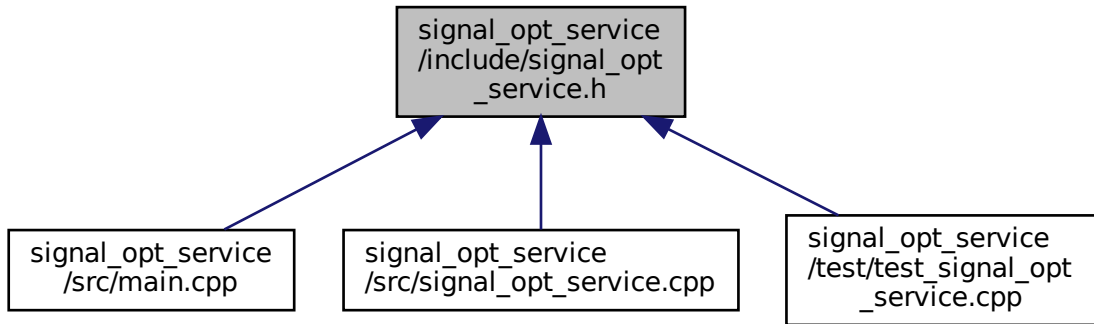 signal_opt_service
/include/signal_opt
_service.h
signal_opt_service
/src/main.cpp
signal_opt_service
/src/signal_opt_service.cpp
signal_opt_service
/test/test_signal_opt
_service.cpp